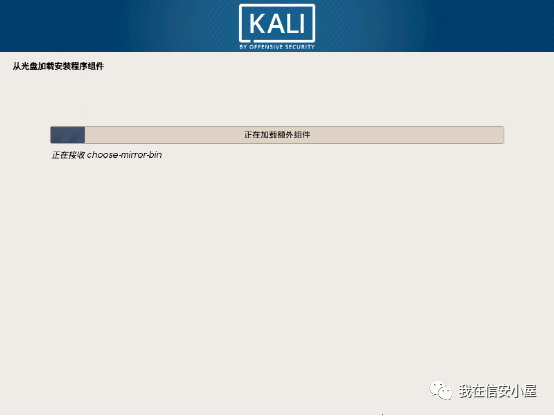 KALI
BY OFFENSIVE SECURITY
从光盘加载安装程序组件
正在加载额外组件
正在接收 choose-mirror-bin
我在信安小屋